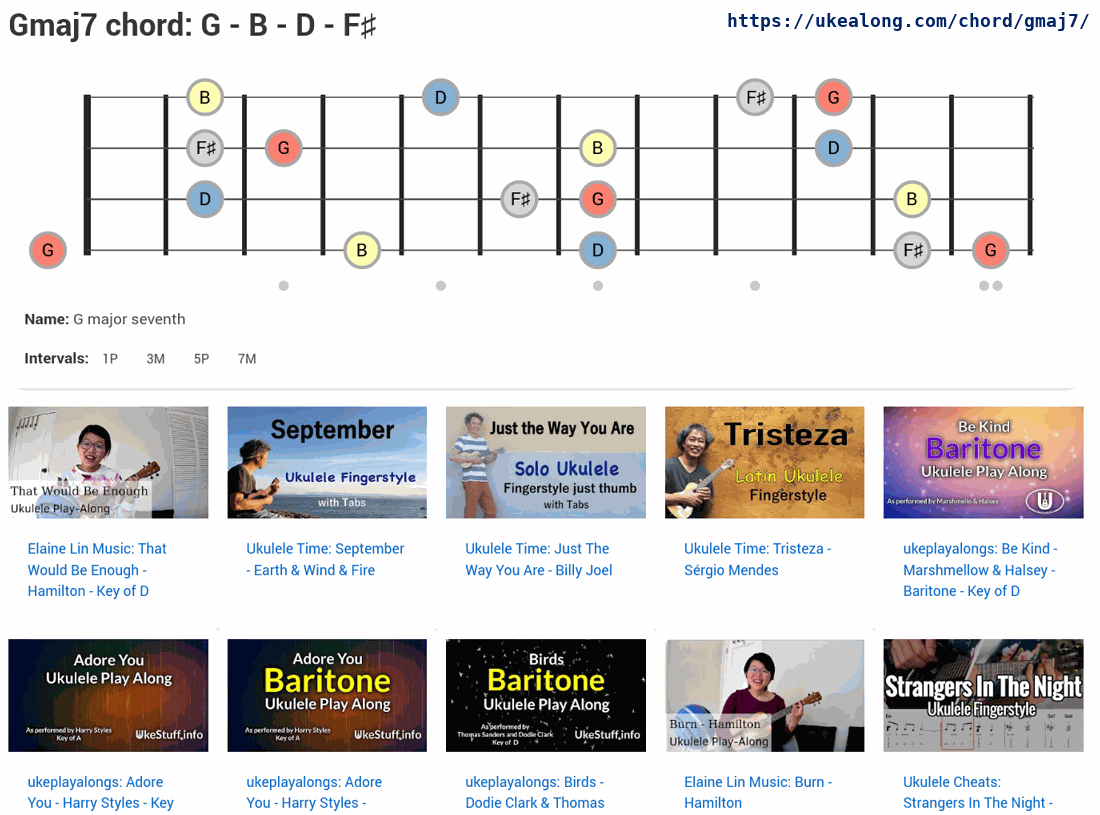 Gmaj7 chord: G - B - D - F♯
https://ukealong.com/chord/gmaj7/
B D F♯ G
F♯ G B D
D F♯ G B
G B D F♯ G
Name: G major seventh
Intervals: 1P 3M 5P 7M
That Would Be Enough
Ukulele Play-Along
September
Ukulele Fingerstyle
with Tabs
Just the Way You Are
Solo Ukulele
Fingerstyle just thumb
with Tabs
Tristeza
Latin Ukulele
Fingerstyle
Be Kind
Baritone
Ukulele Play Along
As performed by Marshmello & Halsey
Elaine Lin Music: That
Would Be Enough -
Hamilton - Key of D
Ukulele Time: September
- Earth & Wind & Fire
Ukulele Time: Just The
Way You Are - Billy Joel
Ukulele Time: Tristeza -
Sérgio Mendes
ukeplayalongs: Be Kind -
Marshmellow & Halsey -
Baritone - Key of D
Adore You
Ukulele Play Along
As performed by Harry Styles
Key of A
UkeStuff.info
Adore You
Baritone
Ukulele Play Along
As performed by Harry Styles
Key of A
UkeStuff.info
Birds
Baritone
Ukulele Play Along
As performed by
Thomas Sanders and Dodie Clark
Key of D
UkeStuff.info
Burn - Hamilton
Ukulele Play-Along
Strangers In The Night
Ukulele Fingerstyle
ukeplayalongs: Adore
You - Harry Styles - Key
ukeplayalongs: Adore
You - Harry Styles -
ukeplayalongs: Birds -
Dodie Clark & Thomas
Elaine Lin Music: Burn -
Hamilton
Ukulele Cheats:
Strangers In The Night -